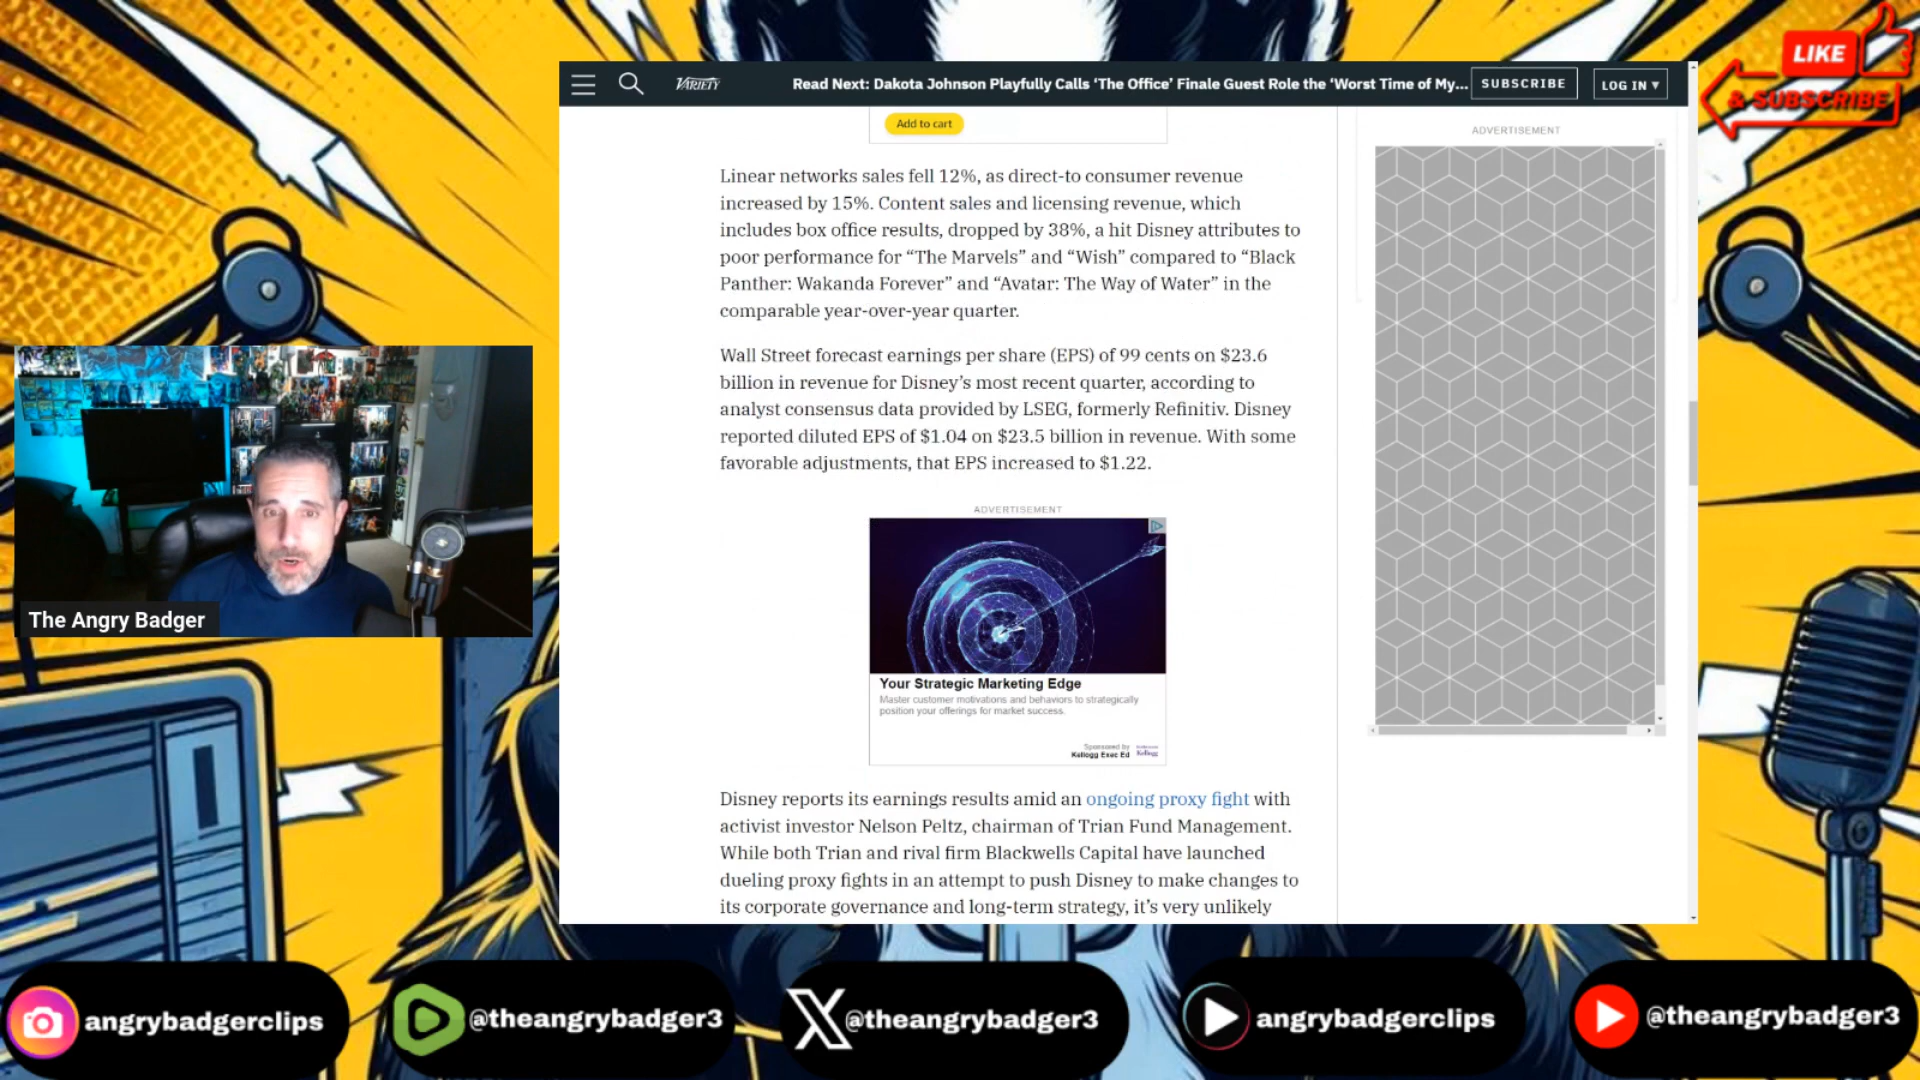 LIKE
& SUBSCRIBE
VARIETY
Read Next: Dakota Johnson Playfully Calls ‘The Office’ Finale Guest Role the ‘Worst Time of My...
SUBSCRIBE
LOG IN ▾
Add to cart
ADVERTISEMENT
Linear networks sales fell 12%, as direct-to consumer revenue
increased by 15%. Content sales and licensing revenue, which
includes box office results, dropped by 38%, a hit Disney attributes to
poor performance for “The Marvels” and “Wish” compared to “Black
Panther: Wakanda Forever” and “Avatar: The Way of Water” in the
comparable year-over-year quarter.
Wall Street forecast earnings per share (EPS) of 99 cents on $23.6
billion in revenue for Disney’s most recent quarter, according to
analyst consensus data provided by LSEG, formerly Refinitiv. Disney
reported diluted EPS of $1.04 on $23.5 billion in revenue. With some
favorable adjustments, that EPS increased to $1.22.
ADVERTISEMENT
Your Strategic Marketing Edge
Master customer motivations and behaviors to strategically
position your offerings for market success.
Sponsored by
Kellogg Exec Ed
Kellogg
Disney reports its earnings results amid an ongoing proxy fight with
activist investor Nelson Peltz, chairman of Trian Fund Management.
While both Trian and rival firm Blackwells Capital have launched
dueling proxy fights in an attempt to push Disney to make changes to
its corporate governance and long-term strategy, it’s very unlikely
The Angry Badger
angrybadgerclips
@theangrybadger3
@theangrybadger3
angrybadgerclips
@theangrybadger3